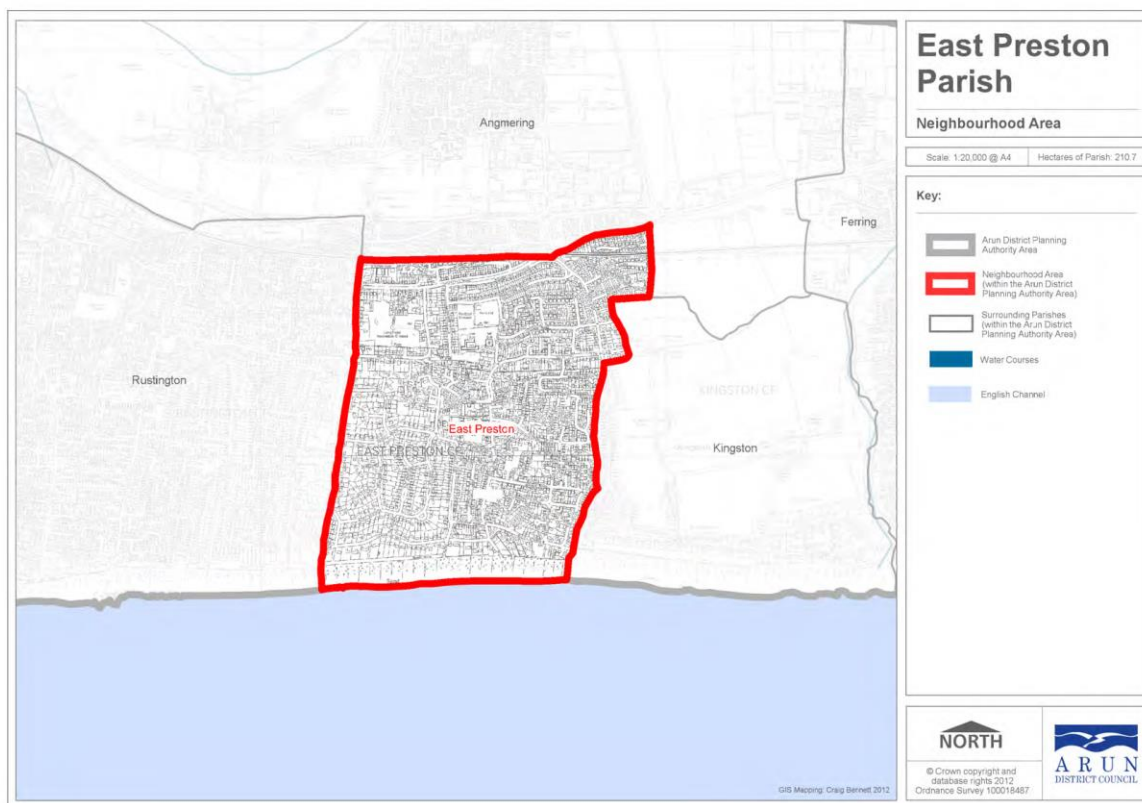 East Preston
Parish
Neighbourhood Area
Scale: 1:20,000 @ A4
Hectares of Parish: 210.7
Key:
Arun District Planning
Authority Area
Neighbourhood Area
(within the Arun District
Planning Authority Area)
Surrounding Parishes
(within the Arun District
Planning Authority Area)
Water Courses
English Channel
Angmering
Ferring
Rustington
East Preston
EAST PRESTON CP
KINGSTON CP
Kingston
GIS Mapping: Craig Bennett 2012
NORTH
© Crown copyright and
database rights 2012
Ordnance Survey 100018487
ARUN
DISTRICT COUNCIL